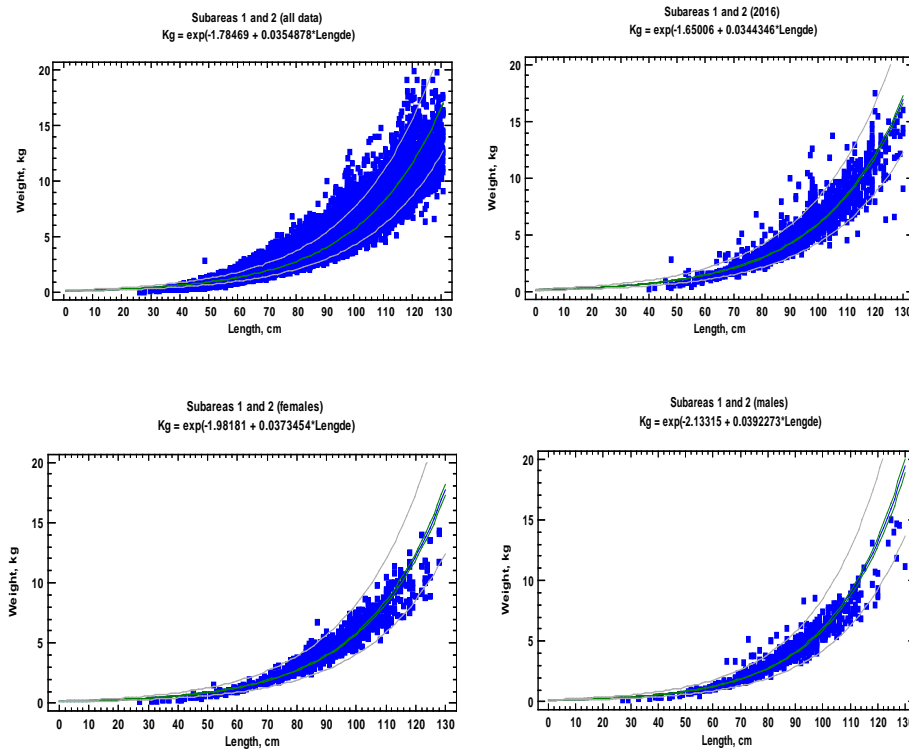 Subareas 1 and 2 (all data)
Kg = exp(-1.78469 + 0.0354878*Lengde)
Weight, kg
20
15
10
5
0
0 10 20 30 40 50 60 70 80 90 100 110 120 130
Length, cm
Subareas 1 and 2 (2016)
Kg = exp(-1.65006 + 0.0344346*Lengde)
Weight, kg
20
15
10
5
0
0 10 20 30 40 50 60 70 80 90 100 110 120 130
Length, cm
Subareas 1 and 2 (females)
Kg = exp(-1.98181 + 0.0373454*Lengde)
Weight, kg
20
15
10
5
0
0 10 20 30 40 50 60 70 80 90 100 110 120 130
Length, cm
Subareas 1 and 2 (males)
Kg = exp(-2.13315 + 0.0392273*Lengde)
Weight, kg
20
15
10
5
0
0 10 20 30 40 50 60 70 80 90 100 110 120 130
Length, cm